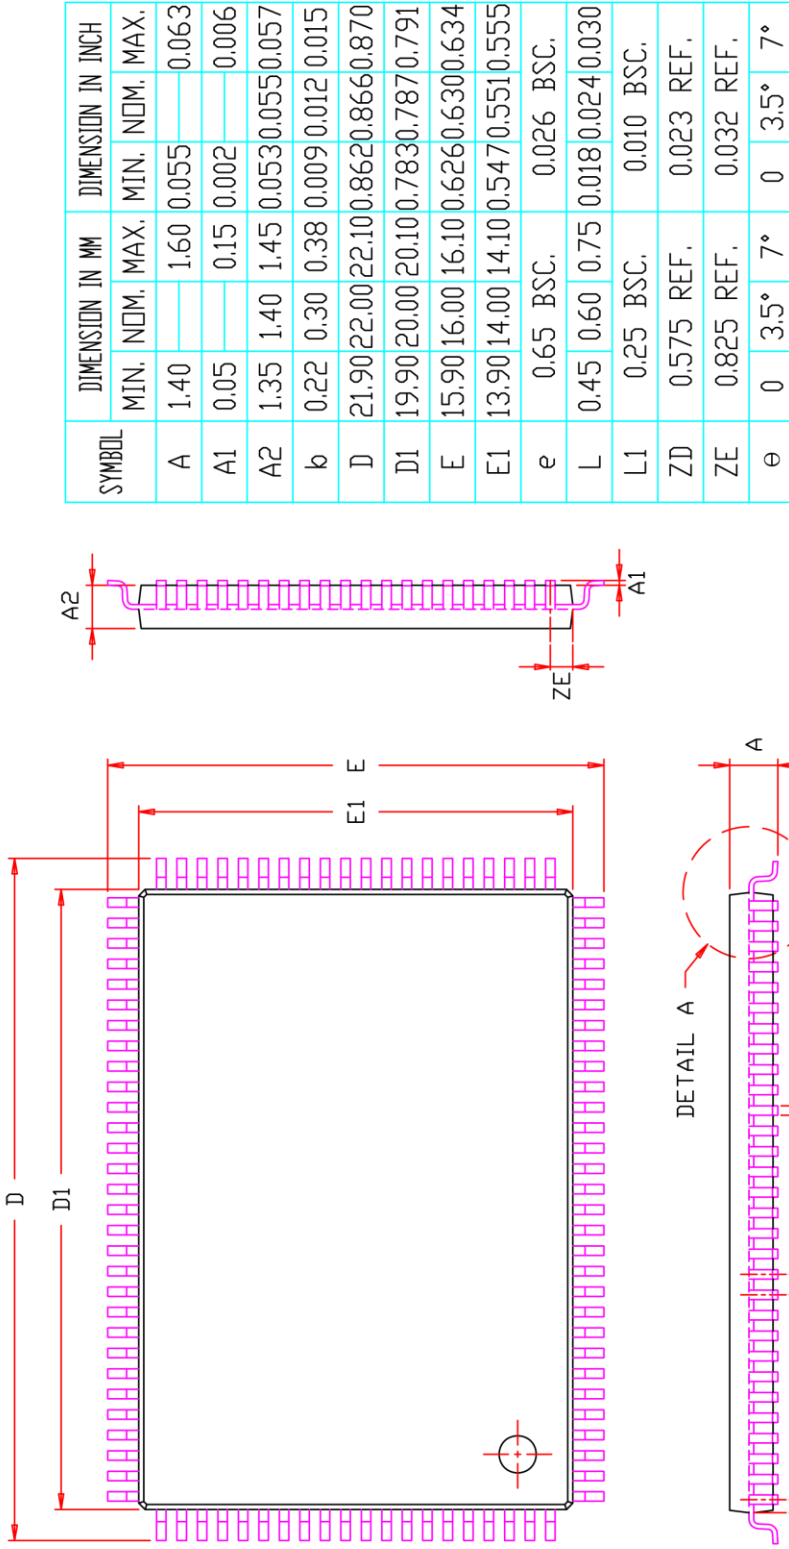 SYMBOL DIMENSION IN MM DIMENSION IN INCH
MIN. NOM. MAX. MIN. NOM. MAX.
A 1.40 1.60 0.055 0.063
A1 0.05 0.15 0.002 0.006
A2 1.35 1.40 1.45 0.053 0.055 0.057
b 0.22 0.30 0.38 0.009 0.012 0.015
D 21.90 22.00 22.10 0.862 0.866 0.870
D1 19.90 20.00 20.10 0.783 0.787 0.791
E 15.90 16.00 16.10 0.626 0.630 0.634
E1 13.90 14.00 14.10 0.547 0.551 0.555
e 0.65 BSC. 0.026 BSC.
L 0.45 0.60 0.75 0.018 0.024 0.030
L1 0.25 BSC. 0.010 BSC.
ZD 0.575 REF. 0.023 REF.
ZE 0.825 REF. 0.032 REF.
θ 0 3.5° 7° 0 3.5° 7°
A2
A1
ZE
D
D1
E
E1
DETAIL A
A